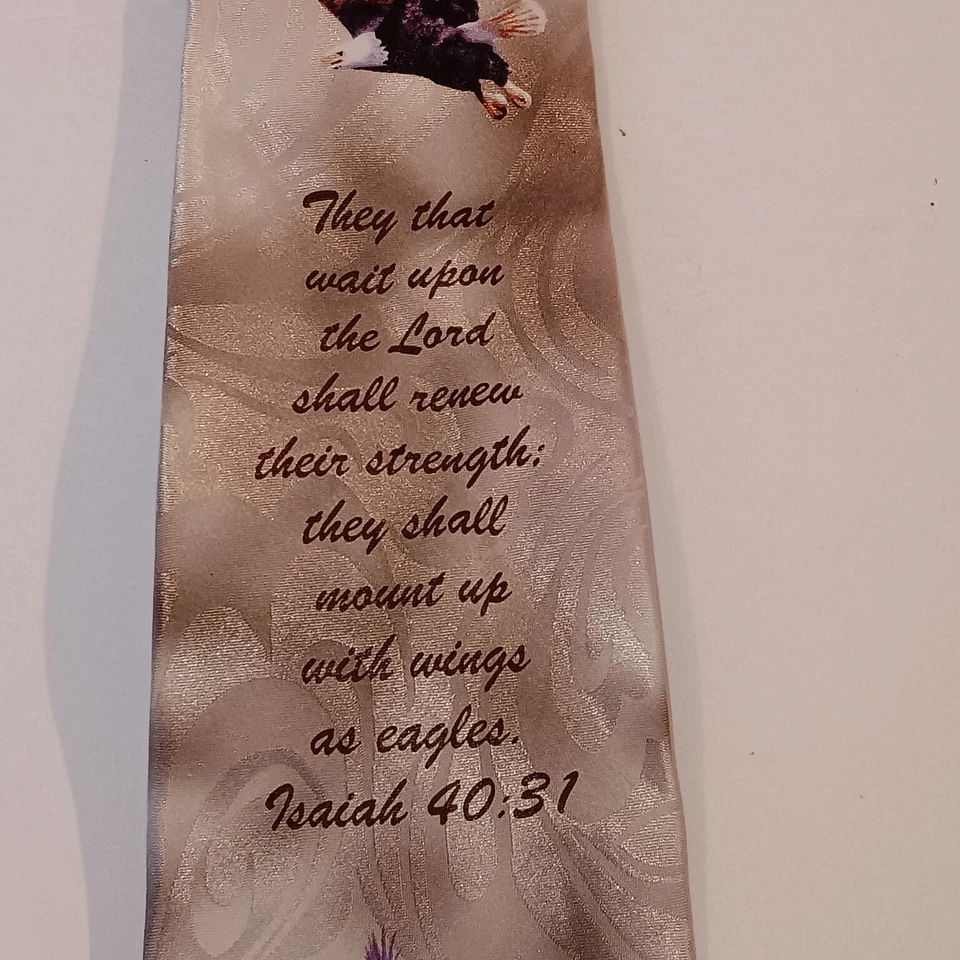 They that
wait upon
the Lord
shall renew
their strength;
they shall
mount up
with wings
as eagles.
Isaiah 40:31